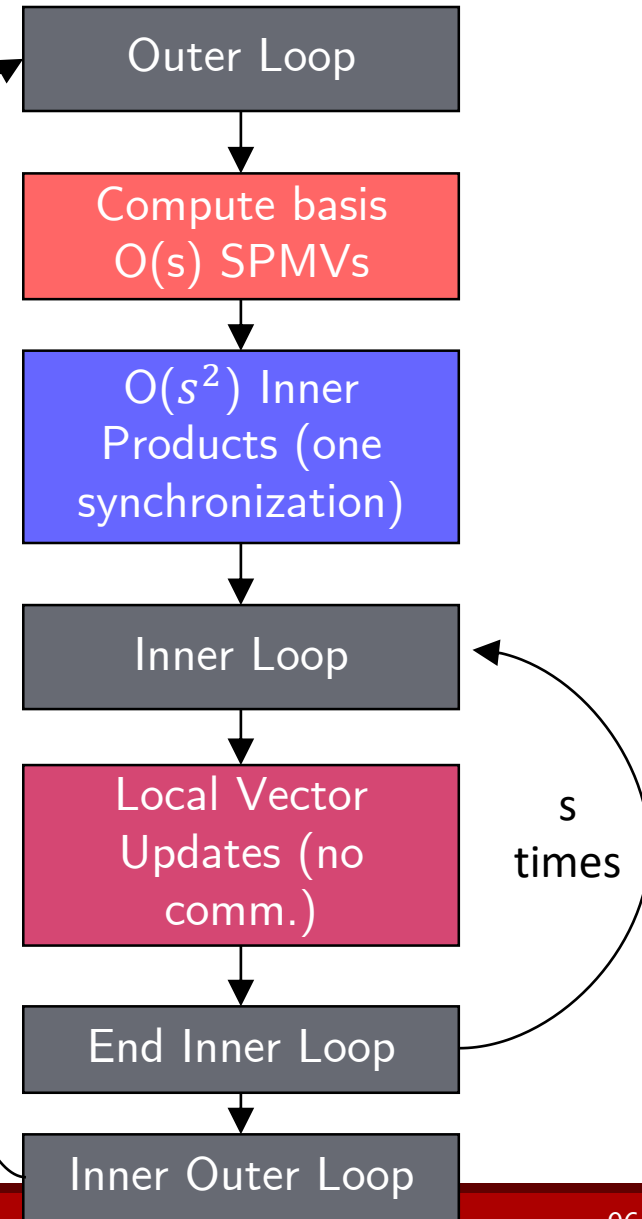 Outer Loop
Compute basis
O(s) SPMVs
O(s²) Inner
Products (one
synchronization)
Inner Loop
Local Vector
Updates (no
comm.)
s
times
End Inner Loop
Inner Outer Loop